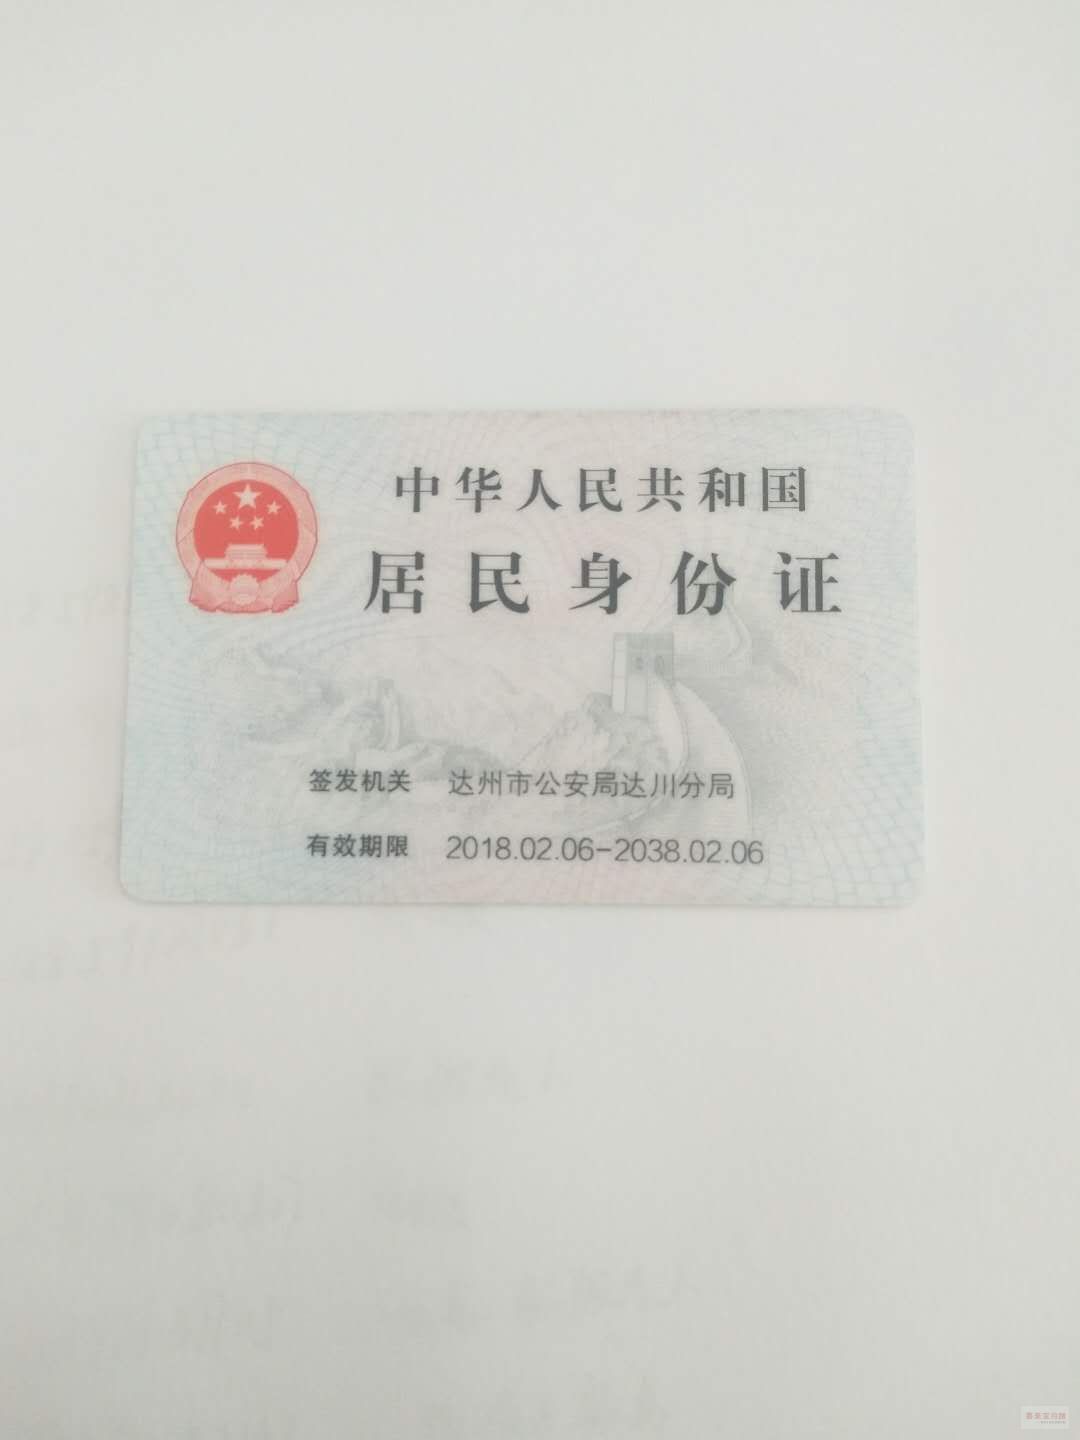 中华人民共和国
居民身份证
签发机关 达州市公安局达川分局
有效期限 2018.02.06-2038.02.06